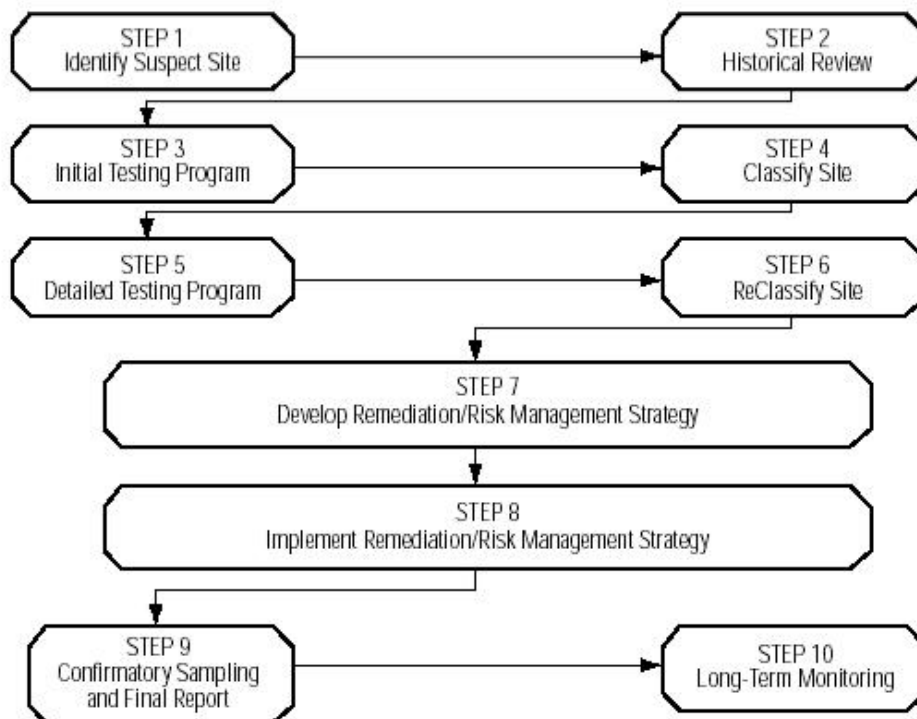 STEP 1
Identify Suspect Site
STEP 2
Historical Review
STEP 3
Initial Testing Program
STEP 4
Classify Site
STEP 5
Detailed Testing Program
STEP 6
ReClassify Site
STEP 7
Develop Remediation/Risk Management Strategy
STEP 8
Implement Remediation/Risk Management Strategy
STEP 9
Confirmatory Sampling
and Final Report
STEP 10
Long-Term Monitoring